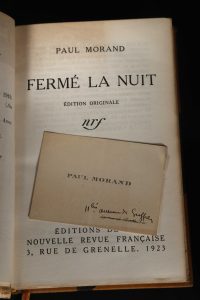 PAUL MORAND
FERMÉ LA NUIT
ÉDITION ORIGINALE
nrf
PAUL MORAND
ÉDITIONS DE
NOUVELLE REVUE FRANÇAISE
3, RUE DE GRENELLE. 1923